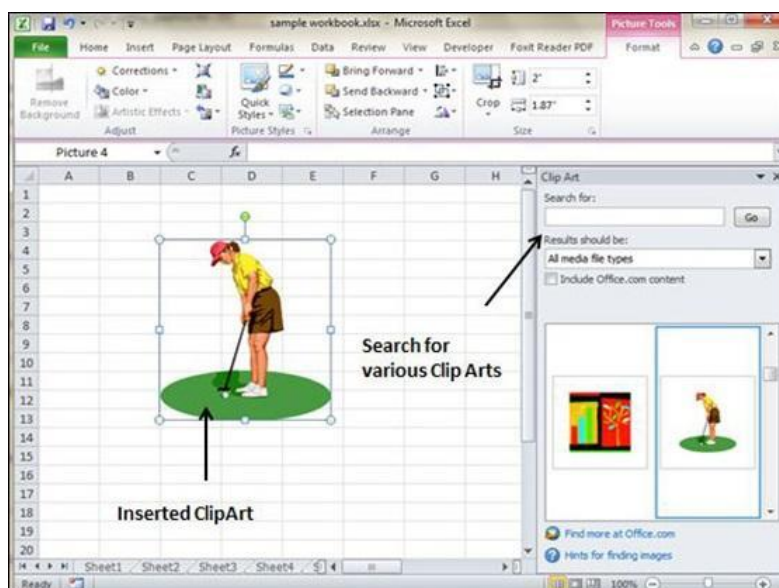 sample workbook.xlsx - Microsoft Excel
Picture Tools
File Home Insert Page Layout Formulas Data Review View Developer Foxit Reader PDF Format
Remove Background
Corrections
Color
Artistic Effects
Adjust
Quick Styles
Picture Styles
Bring Forward
Send Backward
Selection Pane
Arrange
Crop
2"
1.87"
Size
Picture 4
fx
A B C D E F G H
1
2
3
4
5
6
7
8
9
10
11
12
13
14
15
16
17
18
19
20
Search for
various Clip Arts
Inserted ClipArt
Clip Art
Search for:
Go
Results should be:
All media file types
Include Office.com content
Find more at Office.com
Hints for finding images
Sheet1 Sheet2 Sheet3 Sheet4
Ready
100%